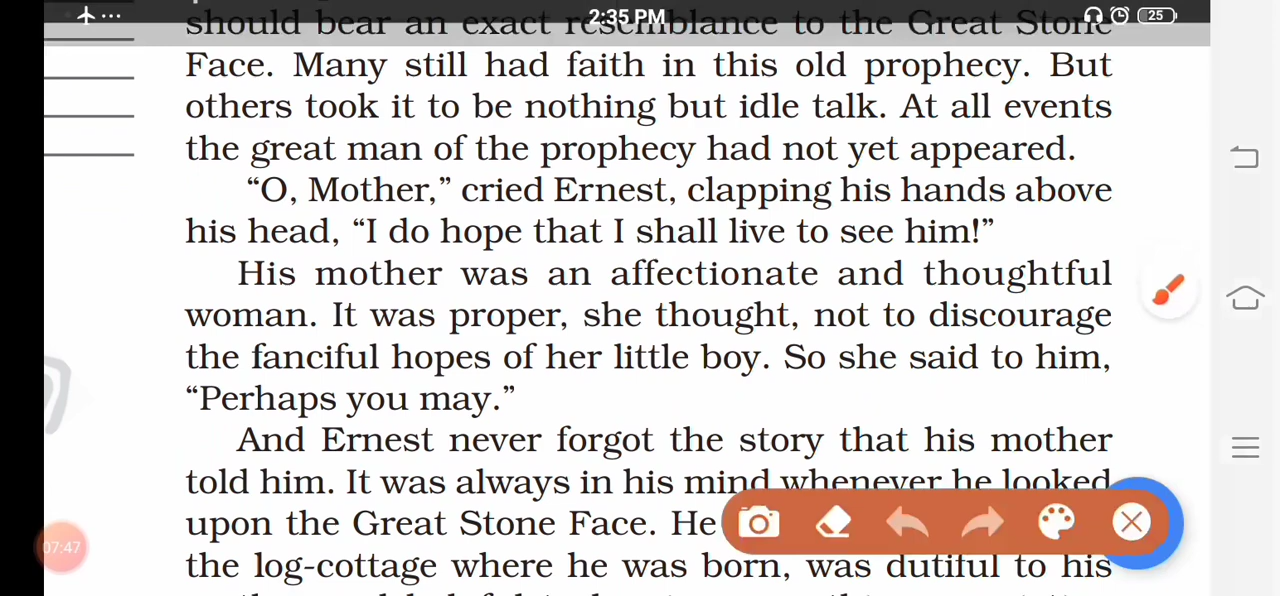 2:35 PM
25
should bear an exact resemblance to the Great Stone
Face. Many still had faith in this old prophecy. But
others took it to be nothing but idle talk. At all events
the great man of the prophecy had not yet appeared.
“O, Mother,” cried Ernest, clapping his hands above
his head, “I do hope that I shall live to see him!”
His mother was an affectionate and thoughtful
woman. It was proper, she thought, not to discourage
the fanciful hopes of her little boy. So she said to him,
“Perhaps you may.”
And Ernest never forgot the story that his mother
told him. It was always in his mind whenever he looked
upon the Great Stone Face. He
07:47
the log-cottage where he was born, was dutiful to his